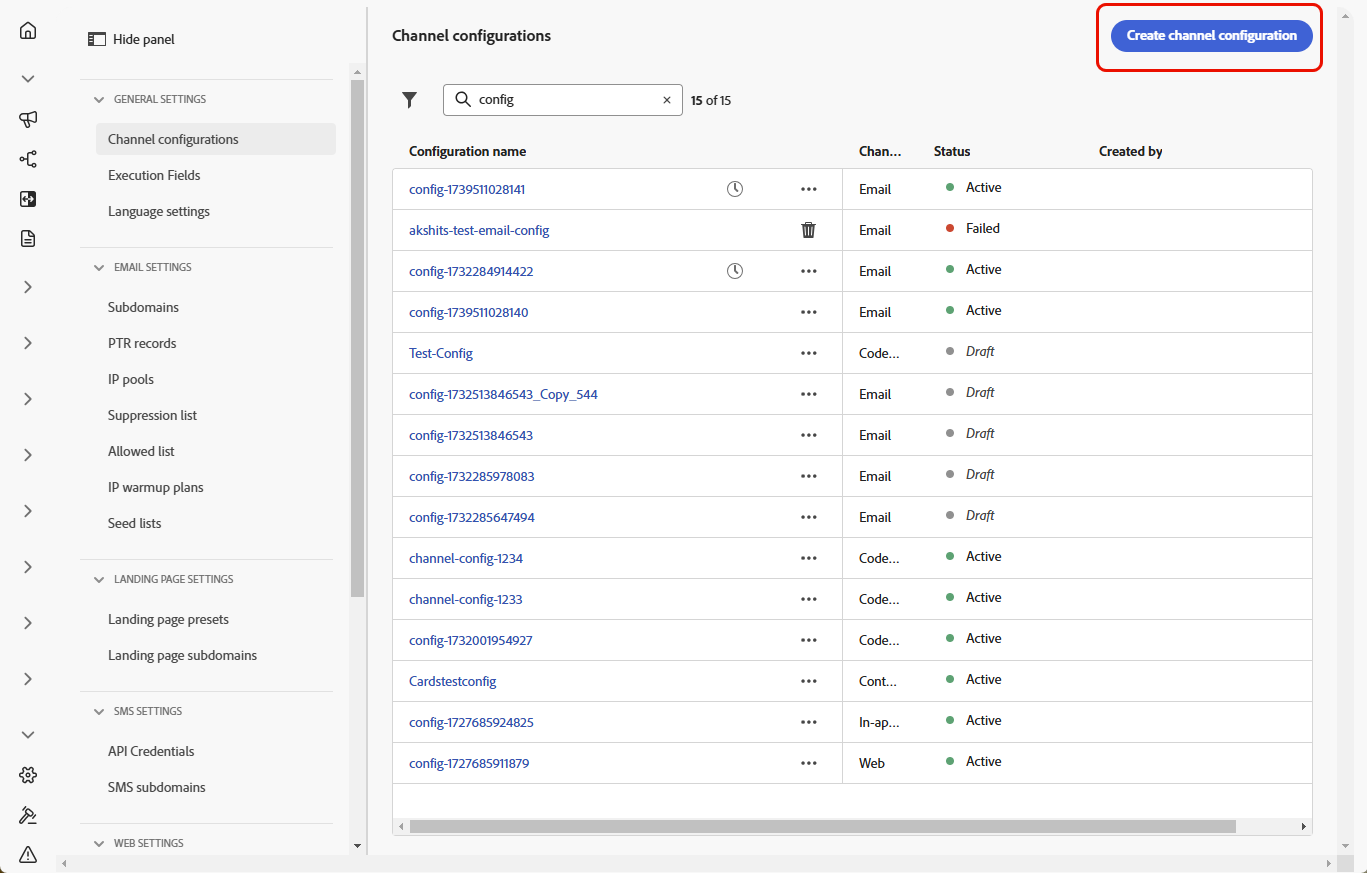 Hide panel
GENERAL SETTINGS
Channel configurations
Execution Fields
Language settings
EMAIL SETTINGS
Subdomains
PTR records
IP pools
Suppression list
Allowed list
IP warmup plans
Seed lists
LANDING PAGE SETTINGS
Landing page presets
Landing page subdomains
SMS SETTINGS
API Credentials
SMS subdomains
WEB SETTINGS
Channel configurations
Create channel configuration
config
15 of 15
Configuration name Chan... Status Created by
config-1739511028141 Email Active
akshits-test-email-config Email Failed
config-1732284914422 Email Active
config-1739511028140 Email Active
Test-Config Code... Draft
config-1732513846543_Copy_544 Email Draft
config-1732513846543 Email Draft
config-1732285978083 Email Draft
config-1732285647494 Email Draft
channel-config-1234 Code... Active
channel-config-1233 Code... Active
config-1732001954927 Code... Active
Cardstestconfig Cont... Active
config-1727685924825 In-ap... Active
config-1727685911879 Web Active